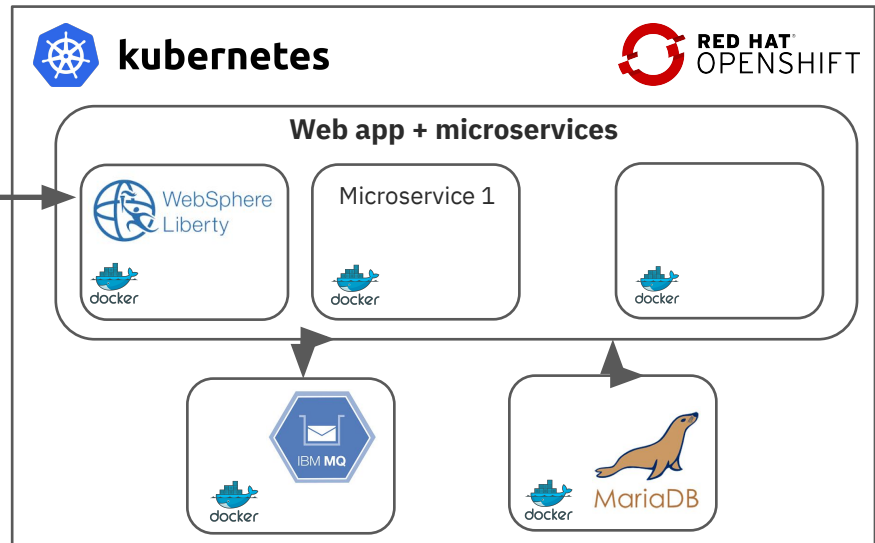 kubernetes
RED HAT®
OPENSHIFT
Web app + microservices
WebSphere
Liberty
docker
Microservice 1
docker
docker
IBM MQ
docker
MariaDB
docker